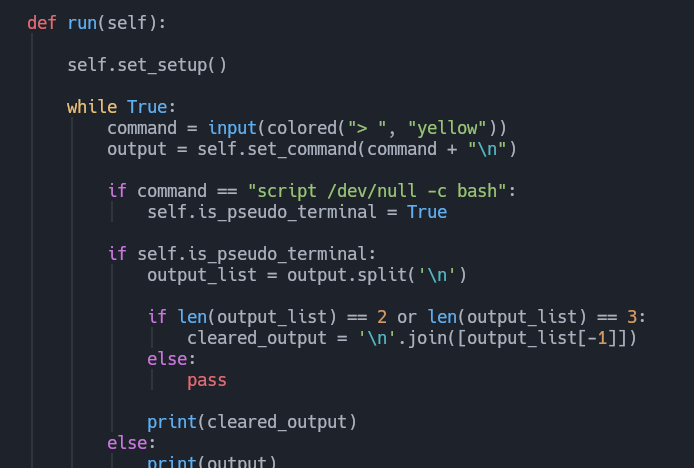 def run(self):
self.set_setup()
while True:
command = input(colored("> ", "yellow"))
output = self.set_command(command + "\n")
if command == "script /dev/null -c bash":
self.is_pseudo_terminal = True
if self.is_pseudo_terminal:
output_list = output.split('\n')
if len(output_list) == 2 or len(output_list) == 3:
cleared_output = '\n'.join([output_list[-1]])
else:
pass
print(cleared_output)
else:
print(output)